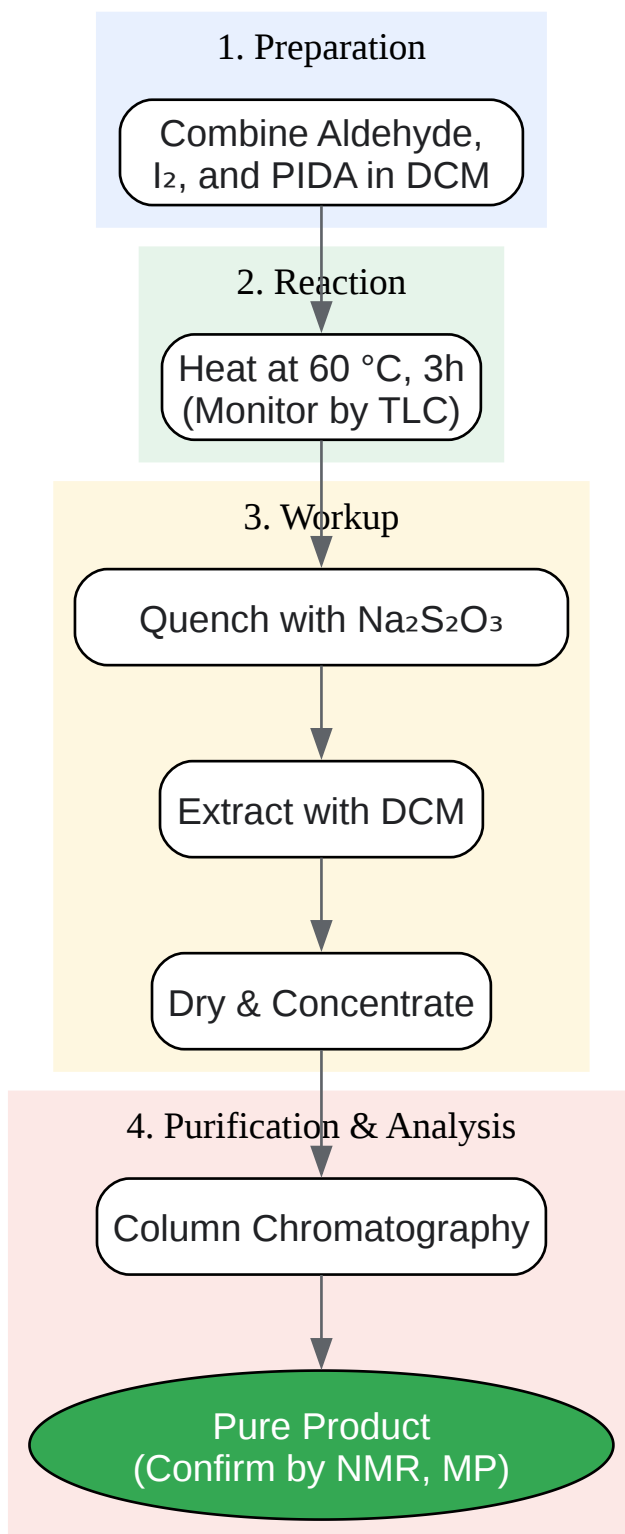 1. Preparation
Combine Aldehyde,
I₂, and PIDA in DCM
2. Reaction
Heat at 60 °C, 3h
(Monitor by TLC)
3. Workup
Quench with Na₂S₂O₃
Extract with DCM
Dry & Concentrate
4. Purification & Analysis
Column Chromatography
Pure Product
(Confirm by NMR, MP)